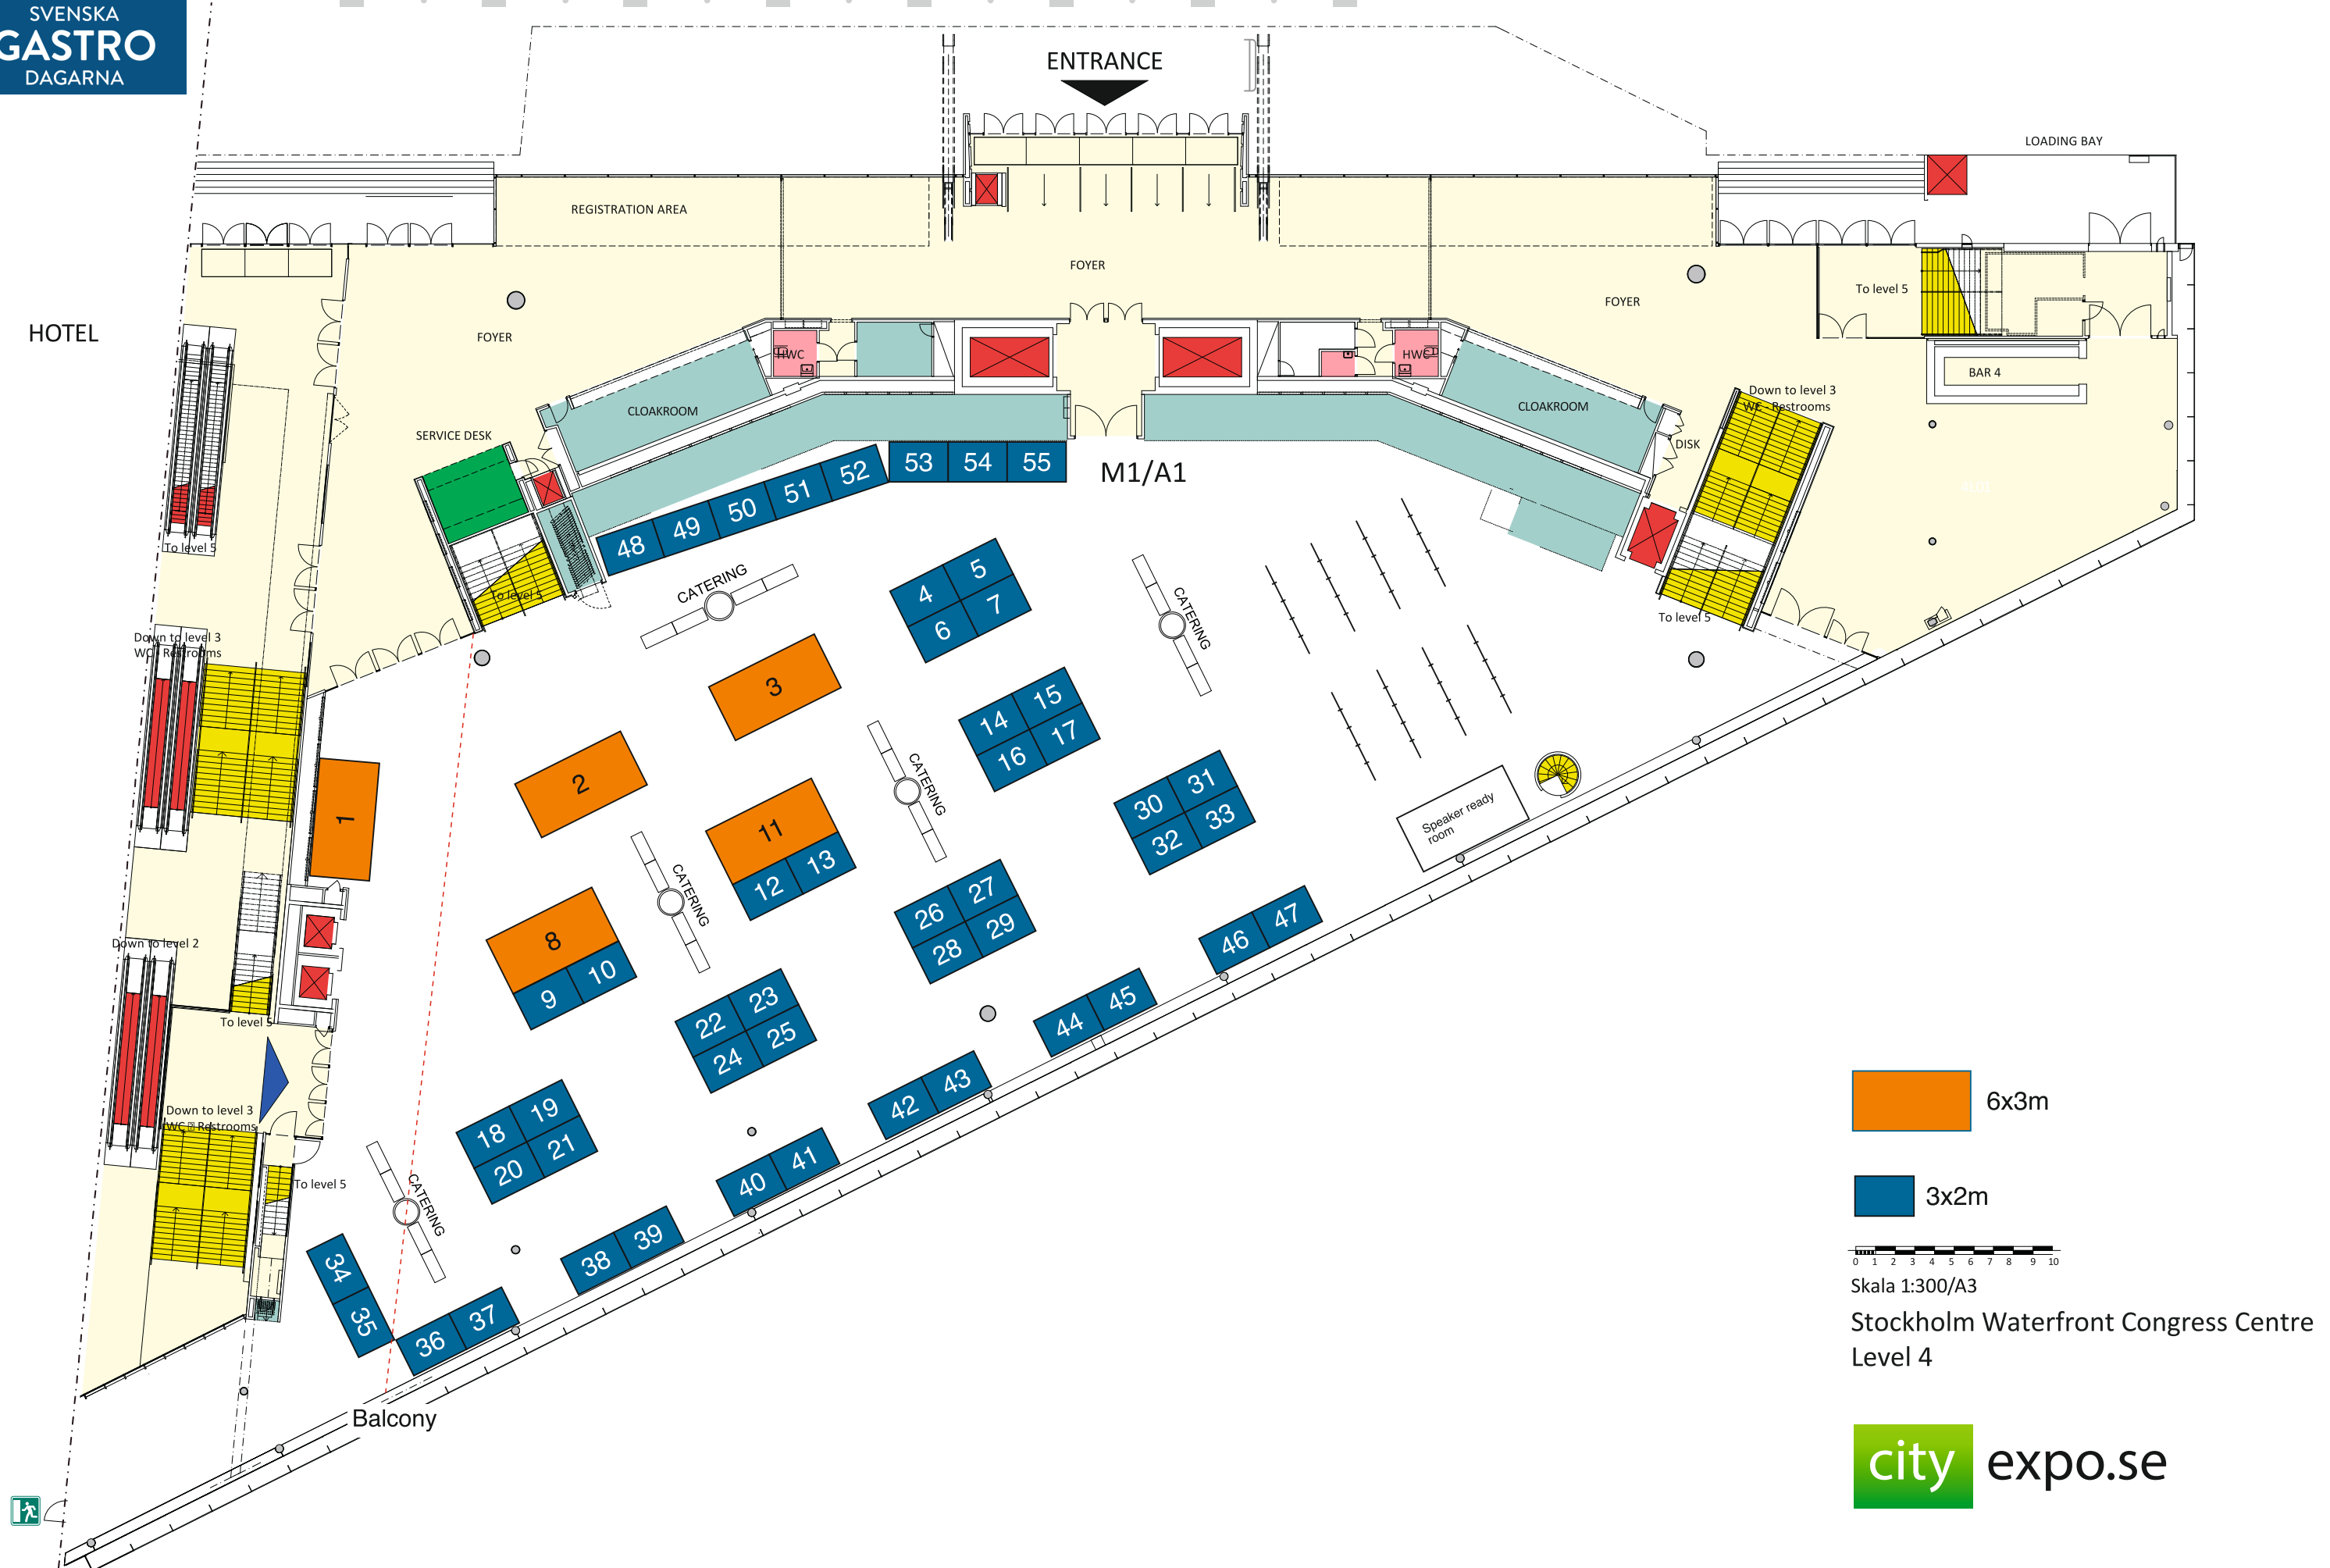 SVENSKA
GASTRO
DAGARNA
ENTRANCE
LOADING BAY
REGISTRATION AREA
FOYER
FOYER
FOYER
To level 5
HOTEL
HWC
HWC
BAR 4
CLOAKROOM
CLOAKROOM
Down to level 3
WC Restrooms
SERVICE DESK
DISK
M1/A1
53
54
55
52
51
50
49
48
To level 5
To level 5
To level 5
CATERING
4
5
6
7
CATERING
Down to level 3
WC Restrooms
3
14
15
16
17
2
CATERING
1
11
12
13
30
31
32
33
Speaker ready
room
CATERING
8
9
10
26
27
28
29
46
47
Down to level 2
To level 5
22
23
24
25
44
45
Down to level 3
WC Restrooms
18
19
20
21
42
43
To level 5
CATERING
40
41
34
35
38
39
36
37
Balcony
6x3m
3x2m
0 1 2 3 4 5 6 7 8 9 10
Skala 1:300/A3
Stockholm Waterfront Congress Centre
Level 4
city expo.se